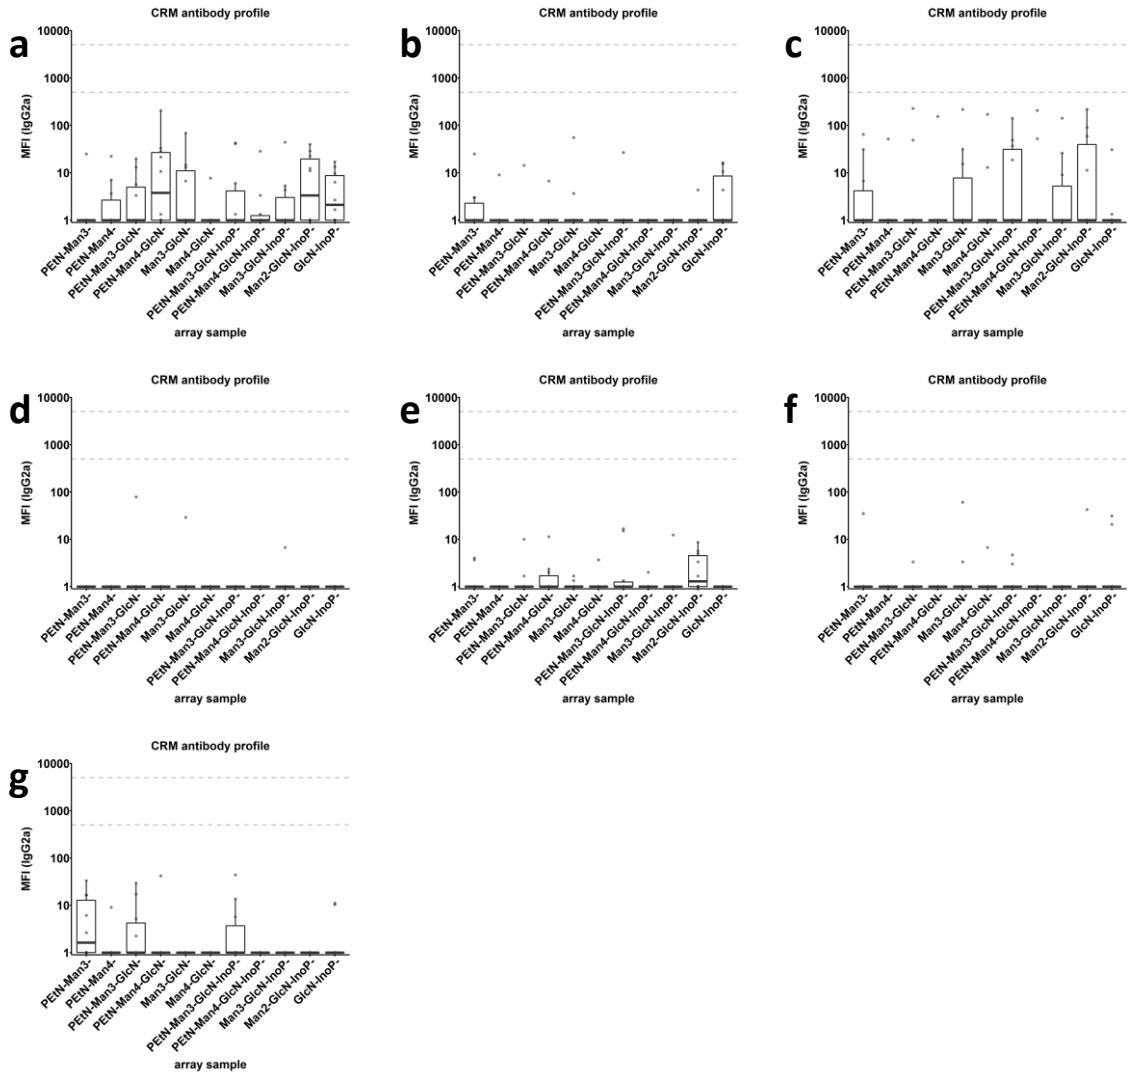 a
CRM antibody profile
MFI (IgG2a)
10000
1000
100
10
1
PEtN-Man3-
PEtN-Man4-
PEtN-Man3-GlcN-
PEtN-Man4-GlcN-
Man3-GlcN-
Man4-GlcN-
PEtN-Man3-GlcN-InoP-
PEtN-Man4-GlcN-InoP-
Man3-GlcN-InoP-
Man2-GlcN-InoP-
GlcN-InoP-
array sample
b
CRM antibody profile
MFI (IgG2a)
10000
1000
100
10
1
PEtN-Man3-
PEtN-Man4-
PEtN-Man3-GlcN-
PEtN-Man4-GlcN-
Man3-GlcN-
Man4-GlcN-
PEtN-Man3-GlcN-InoP-
PEtN-Man4-GlcN-InoP-
Man3-GlcN-InoP-
Man2-GlcN-InoP-
GlcN-InoP-
array sample
c
CRM antibody profile
MFI (IgG2a)
10000
1000
100
10
1
PEtN-Man3-
PEtN-Man4-
PEtN-Man3-GlcN-
PEtN-Man4-GlcN-
Man3-GlcN-
Man4-GlcN-
PEtN-Man3-GlcN-InoP-
PEtN-Man4-GlcN-InoP-
Man3-GlcN-InoP-
Man2-GlcN-InoP-
GlcN-InoP-
array sample
d
CRM antibody profile
MFI (IgG2a)
10000
1000
100
10
1
PEtN-Man3-
PEtN-Man4-
PEtN-Man3-GlcN-
PEtN-Man4-GlcN-
Man3-GlcN-
Man4-GlcN-
PEtN-Man3-GlcN-InoP-
PEtN-Man4-GlcN-InoP-
Man3-GlcN-InoP-
Man2-GlcN-InoP-
GlcN-InoP-
array sample
e
CRM antibody profile
MFI (IgG2a)
10000
1000
100
10
1
PEtN-Man3-
PEtN-Man4-
PEtN-Man3-GlcN-
PEtN-Man4-GlcN-
Man3-GlcN-
Man4-GlcN-
PEtN-Man3-GlcN-InoP-
PEtN-Man4-GlcN-InoP-
Man3-GlcN-InoP-
Man2-GlcN-InoP-
GlcN-InoP-
array sample
f
CRM antibody profile
MFI (IgG2a)
10000
1000
100
10
1
PEtN-Man3-
PEtN-Man4-
PEtN-Man3-GlcN-
PEtN-Man4-GlcN-
Man3-GlcN-
Man4-GlcN-
PEtN-Man3-GlcN-InoP-
PEtN-Man4-GlcN-InoP-
Man3-GlcN-InoP-
Man2-GlcN-InoP-
GlcN-InoP-
array sample
g
CRM antibody profile
MFI (IgG2a)
10000
1000
100
10
1
PEtN-Man3-
PEtN-Man4-
PEtN-Man3-GlcN-
PEtN-Man4-GlcN-
Man3-GlcN-
Man4-GlcN-
PEtN-Man3-GlcN-InoP-
PEtN-Man4-GlcN-InoP-
Man3-GlcN-InoP-
Man2-GlcN-InoP-
GlcN-InoP-
array sample